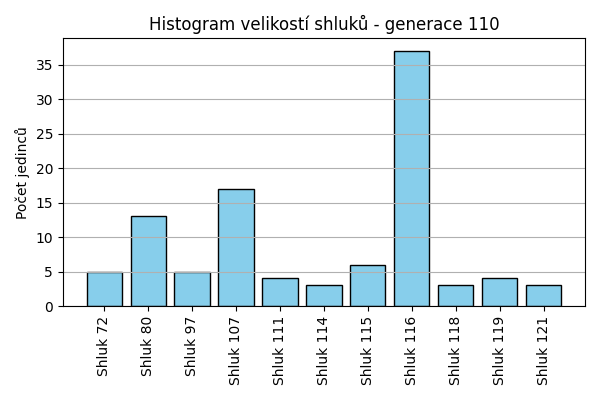 Histogram velikostí shluků - generace 110
Počet jedinců
35
30
25
20
15
10
5
0
Shluk 72
Shluk 80
Shluk 97
Shluk 107
Shluk 111
Shluk 114
Shluk 115
Shluk 116
Shluk 118
Shluk 119
Shluk 121